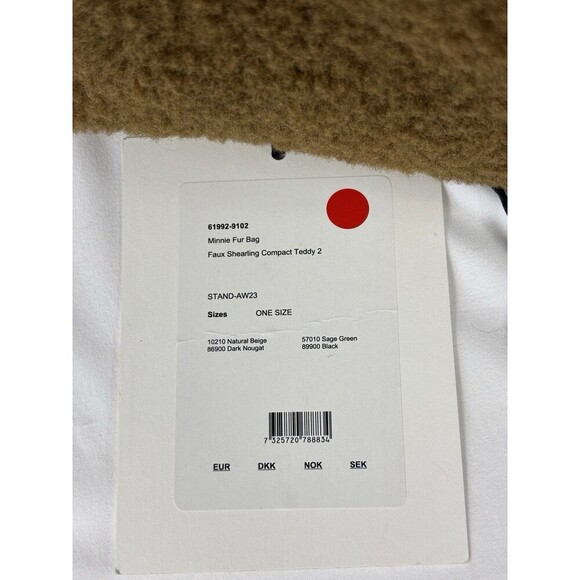 61992-9102
Minnie Fur Bag
Faux Shearling Compact Teddy 2
STAND-AW23
Sizes ONE SIZE
10210 Natural Beige 57010 Sage Green
86900 Dark Nougat 89900 Black
7 325720 788834
EUR DKK NOK SEK